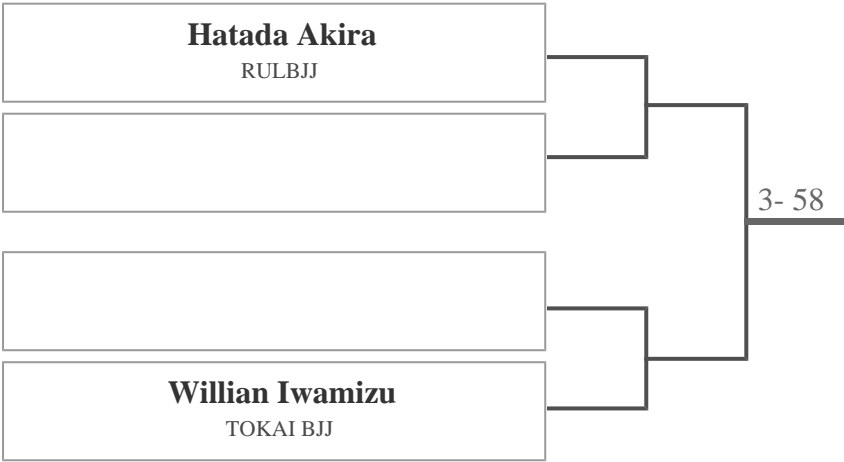 Hatada Akira
RULBJJ
3- 58
Willian Iwamizu
TOKAI BJJ